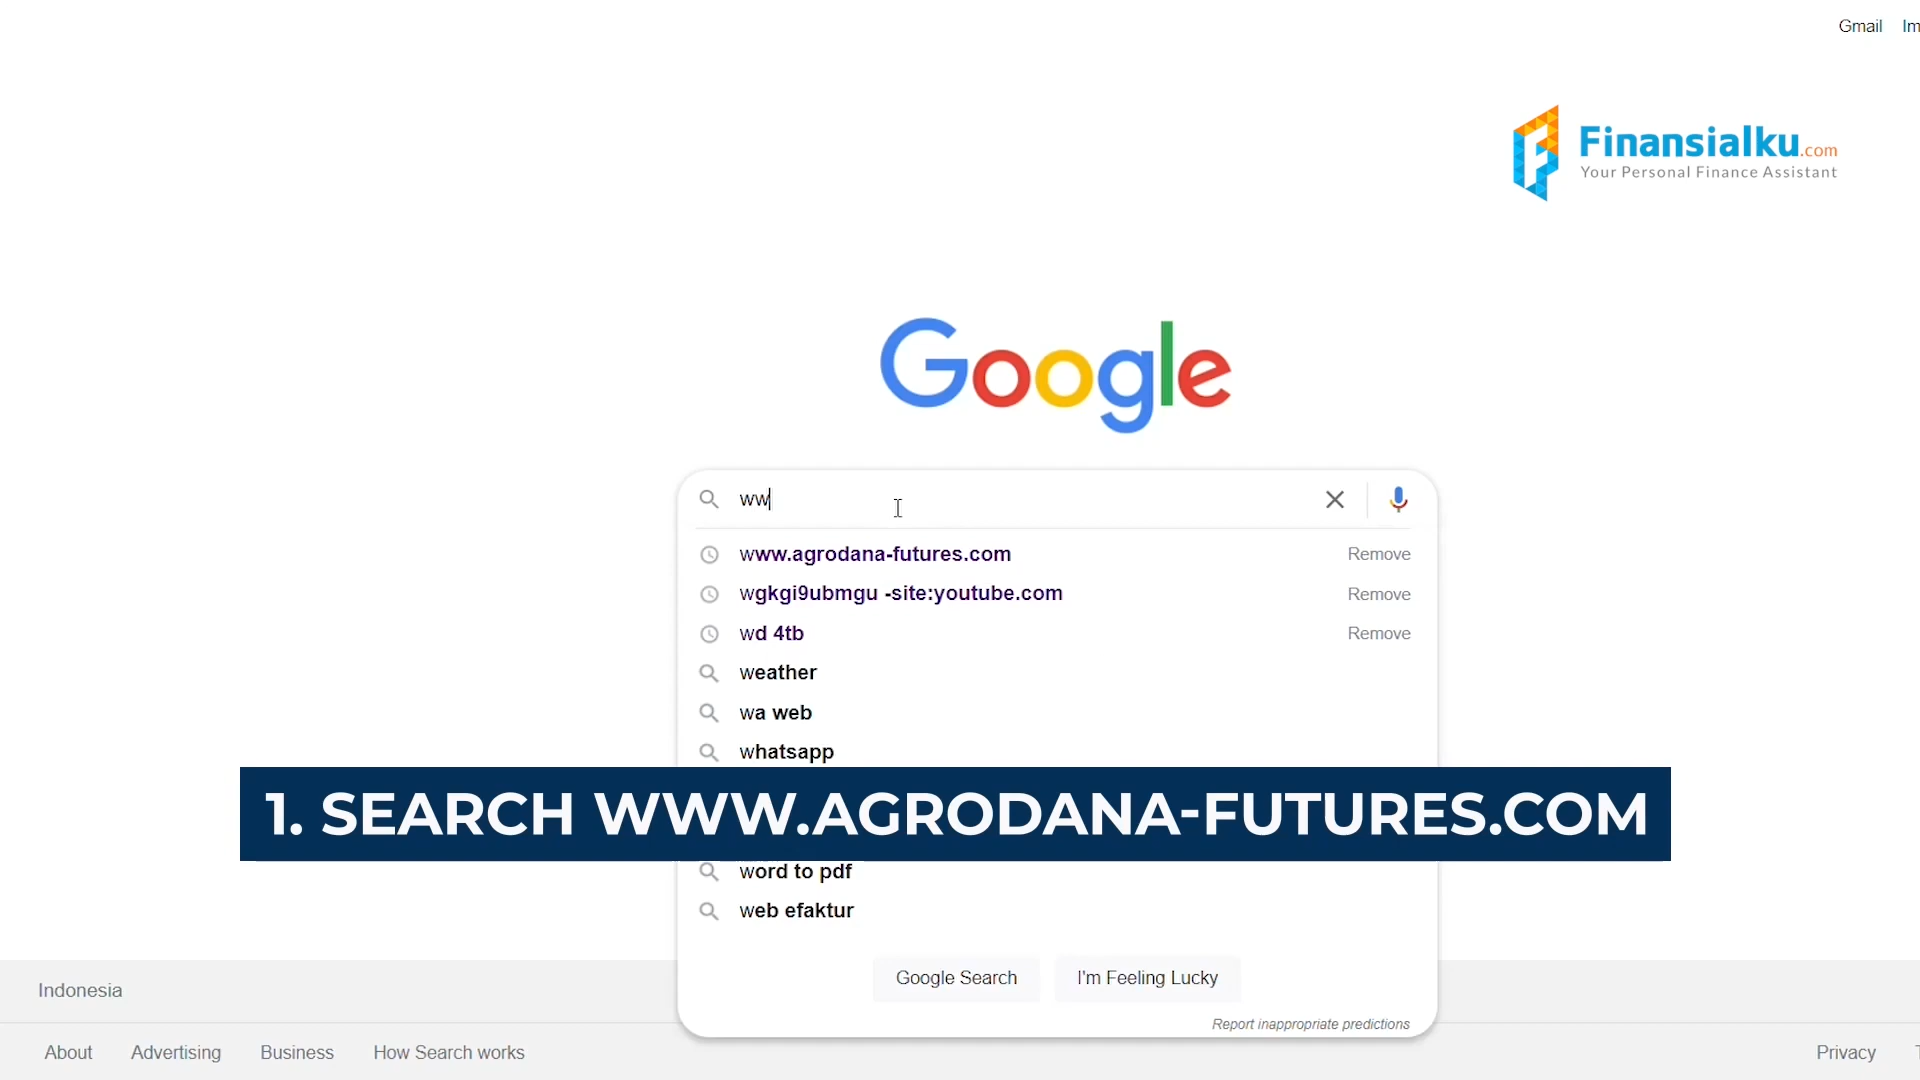 Gmail Im
Finansialku.com
Your Personal Finance Assistant
Google
ww
www.agrodana-futures.com Remove
wgkgi9ubmgu -site:youtube.com Remove
wd 4tb Remove
weather
wa web
whatsapp
1. SEARCH WWW.AGRODANA-FUTURES.COM
word to pdf
web efaktur
Google Search I'm Feeling Lucky
Report inappropriate predictions
Indonesia
About Advertising Business How Search works Privacy